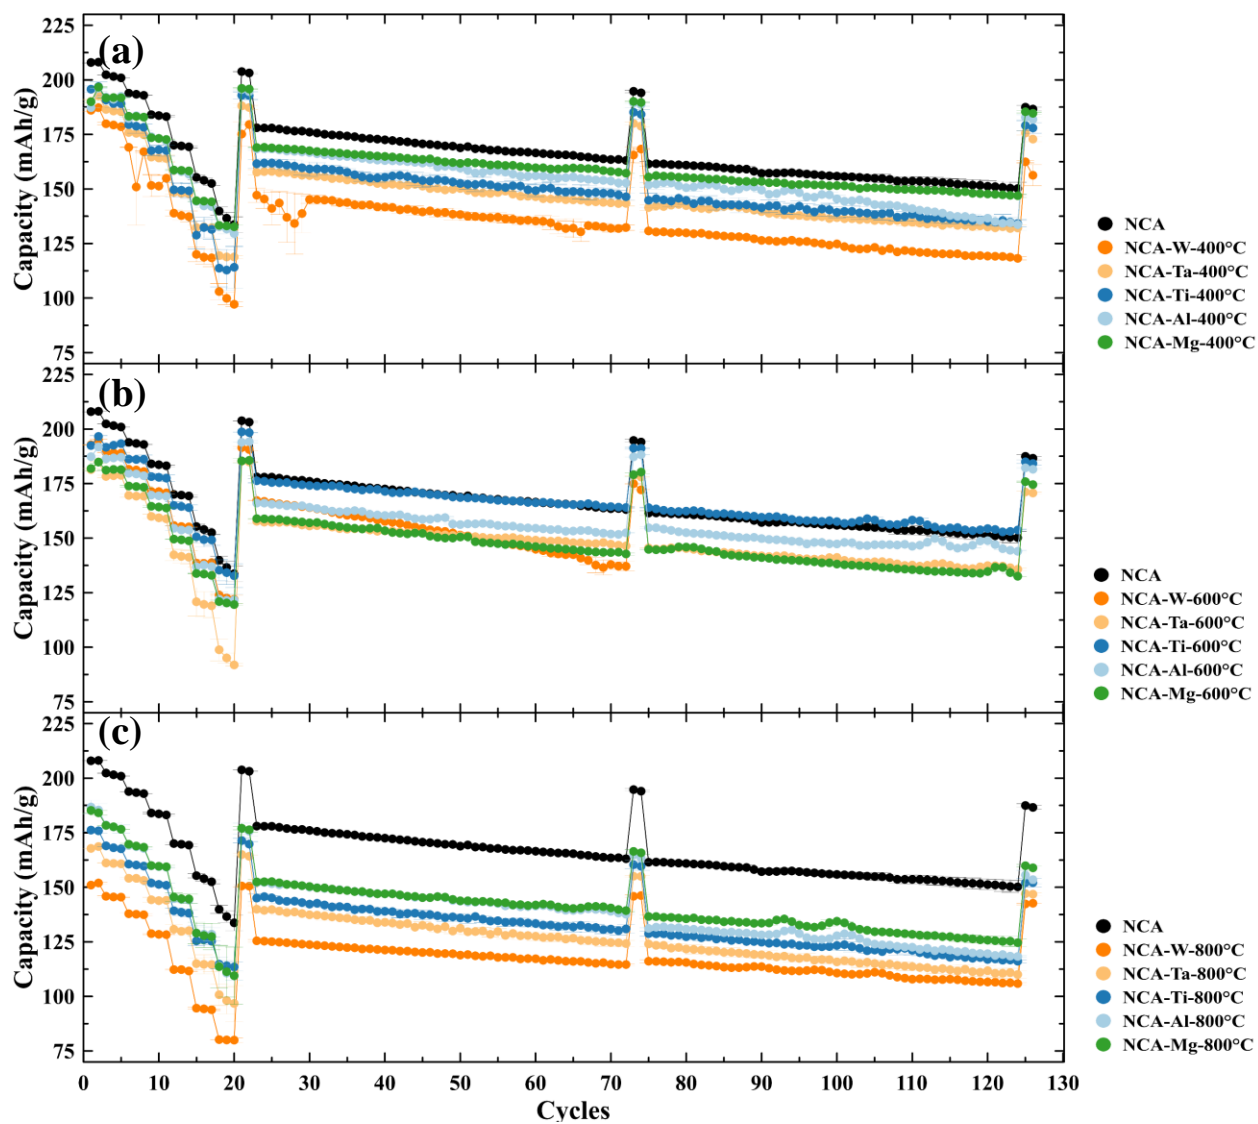 (a)
225
200
175
150
125
100
75
Capacity (mAh/g)
NCA
NCA-W-400°C
NCA-Ta-400°C
NCA-Ti-400°C
NCA-Al-400°C
NCA-Mg-400°C
(b)
225
200
175
150
125
100
75
Capacity (mAh/g)
NCA
NCA-W-600°C
NCA-Ta-600°C
NCA-Ti-600°C
NCA-Al-600°C
NCA-Mg-600°C
(c)
225
200
175
150
125
100
75
Capacity (mAh/g)
NCA
NCA-W-800°C
NCA-Ta-800°C
NCA-Ti-800°C
NCA-Al-800°C
NCA-Mg-800°C
0 10 20 30 40 50 60 70 80 90 100 110 120 130
Cycles